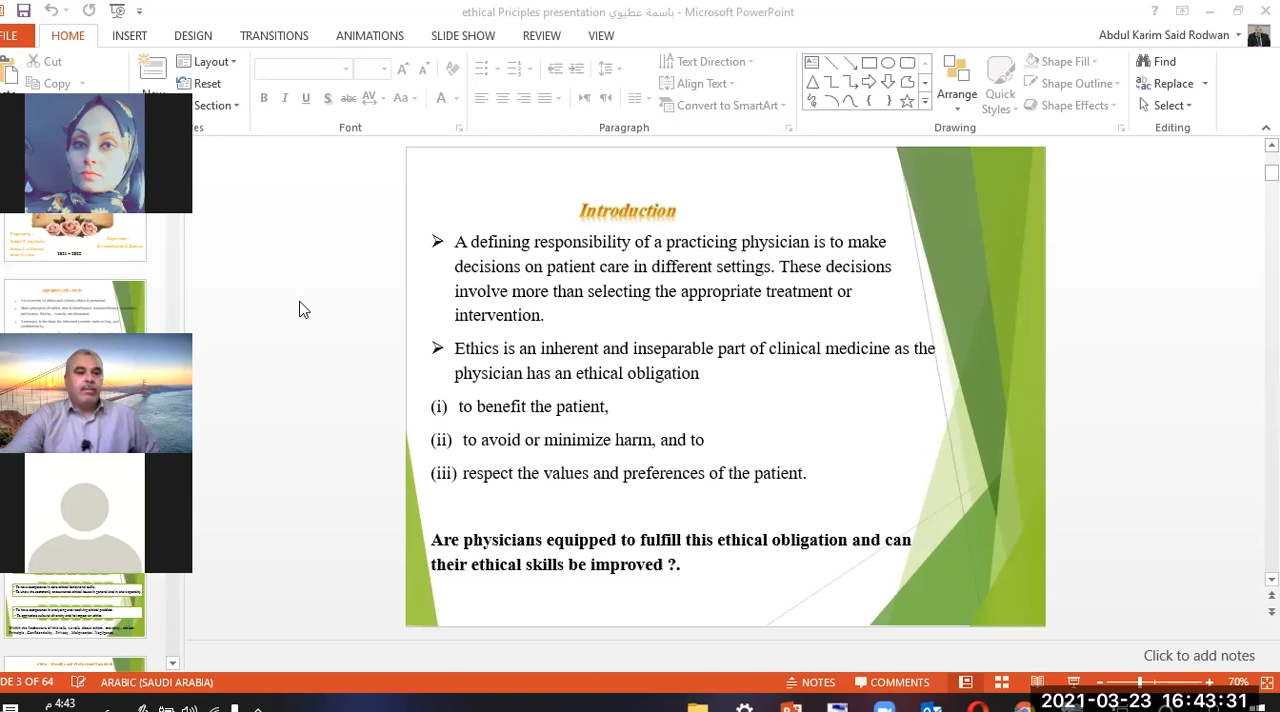 ethical Priciples presentation باسمة عطيوي - Microsoft PowerPoint
FILE HOME INSERT DESIGN TRANSITIONS ANIMATIONS SLIDE SHOW REVIEW VIEW
Abdul Karim Said Rodwan
Cut
Copy
Layout
Reset
Section
Font
Text Direction
Align Text
Convert to SmartArt
Paragraph
Arrange
Quick
Styles
Shape Fill
Shape Outline
Shape Effects
Drawing
Find
Replace
Select
Editing
2021 - 2022
Introduction
➢ A defining responsibility of a practicing physician is to make
decisions on patient care in different settings. These decisions
involve more than selecting the appropriate treatment or
intervention.
➢ Ethics is an inherent and inseparable part of clinical medicine as the
physician has an ethical obligation
(i) to benefit the patient,
(ii) to avoid or minimize harm, and to
(iii) respect the values and preferences of the patient.
Are physicians equipped to fulfill this ethical obligation and can
their ethical skills be improved ?.
Click to add notes
DE 3 OF 64 ARABIC (SAUDI ARABIA) NOTES COMMENTS 70%
4:43 م
2021-03-23 16:43:31